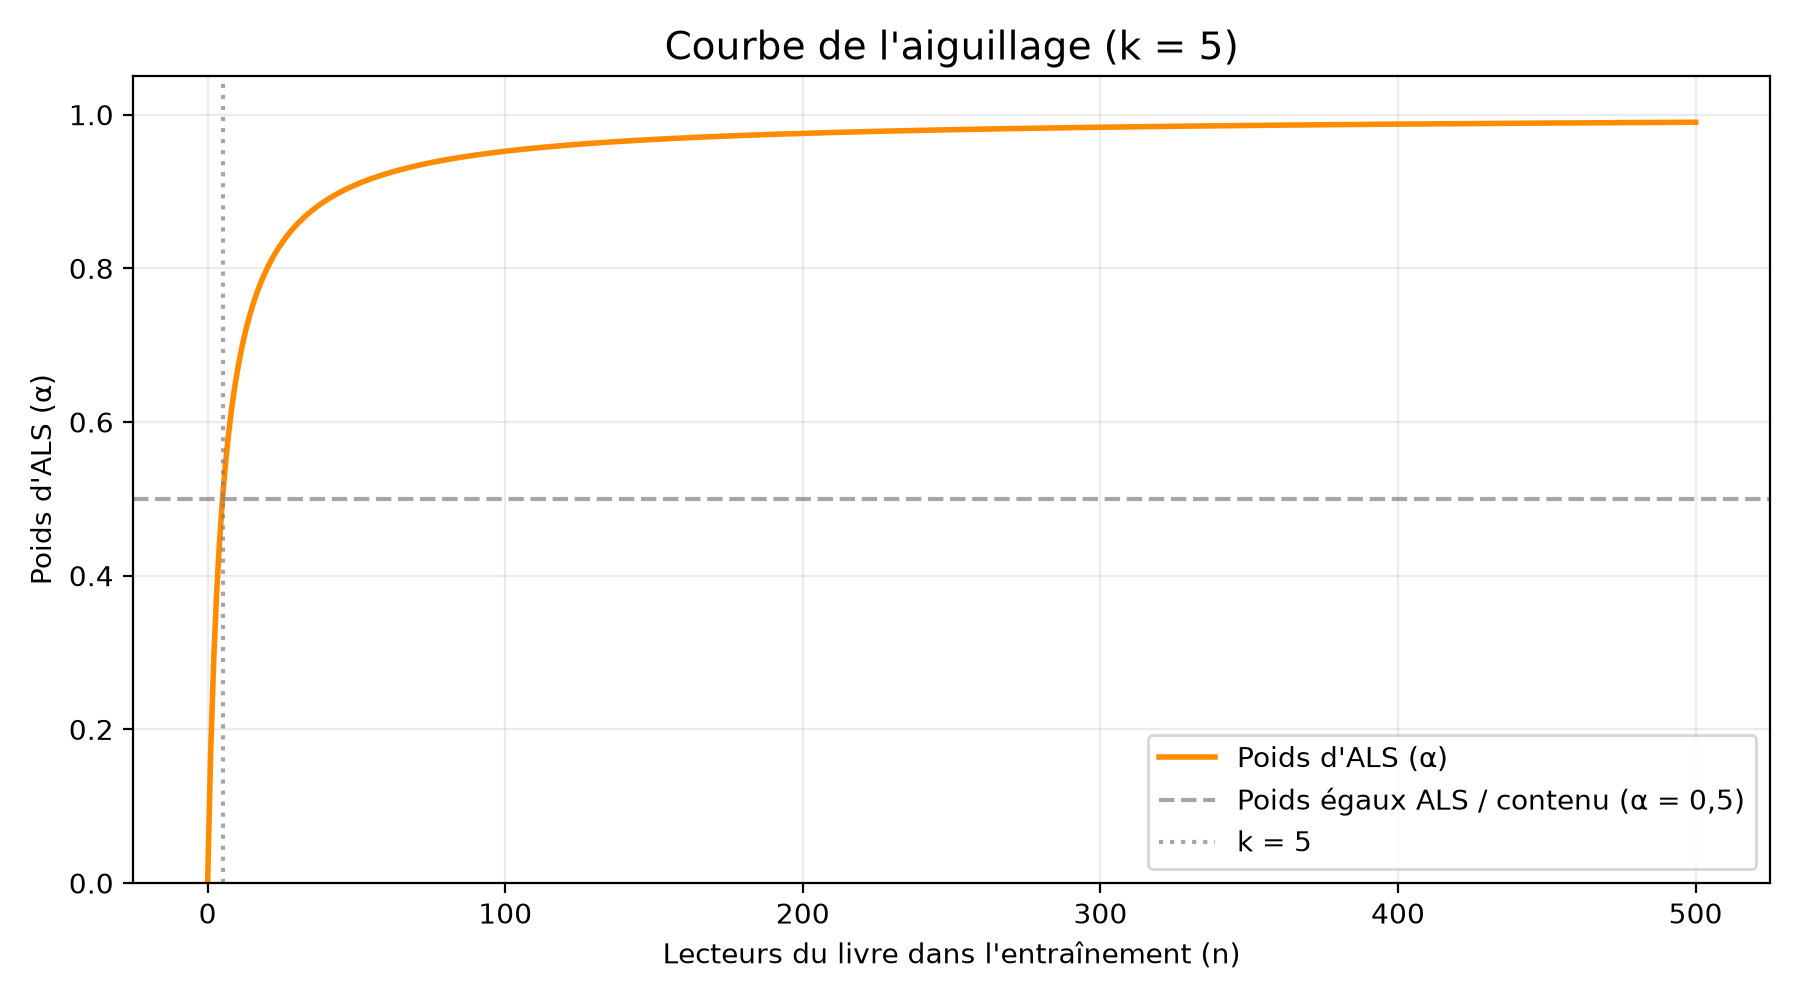 Courbe de l'aiguillage (k = 5)
Poids d'ALS (α)
1.0
0.8
0.6
0.4
0.2
0.0
Poids d'ALS (α)
Poids égaux ALS / contenu (α = 0,5)
k = 5
0 100 200 300 400 500
Lecteurs du livre dans l'entraînement (n)